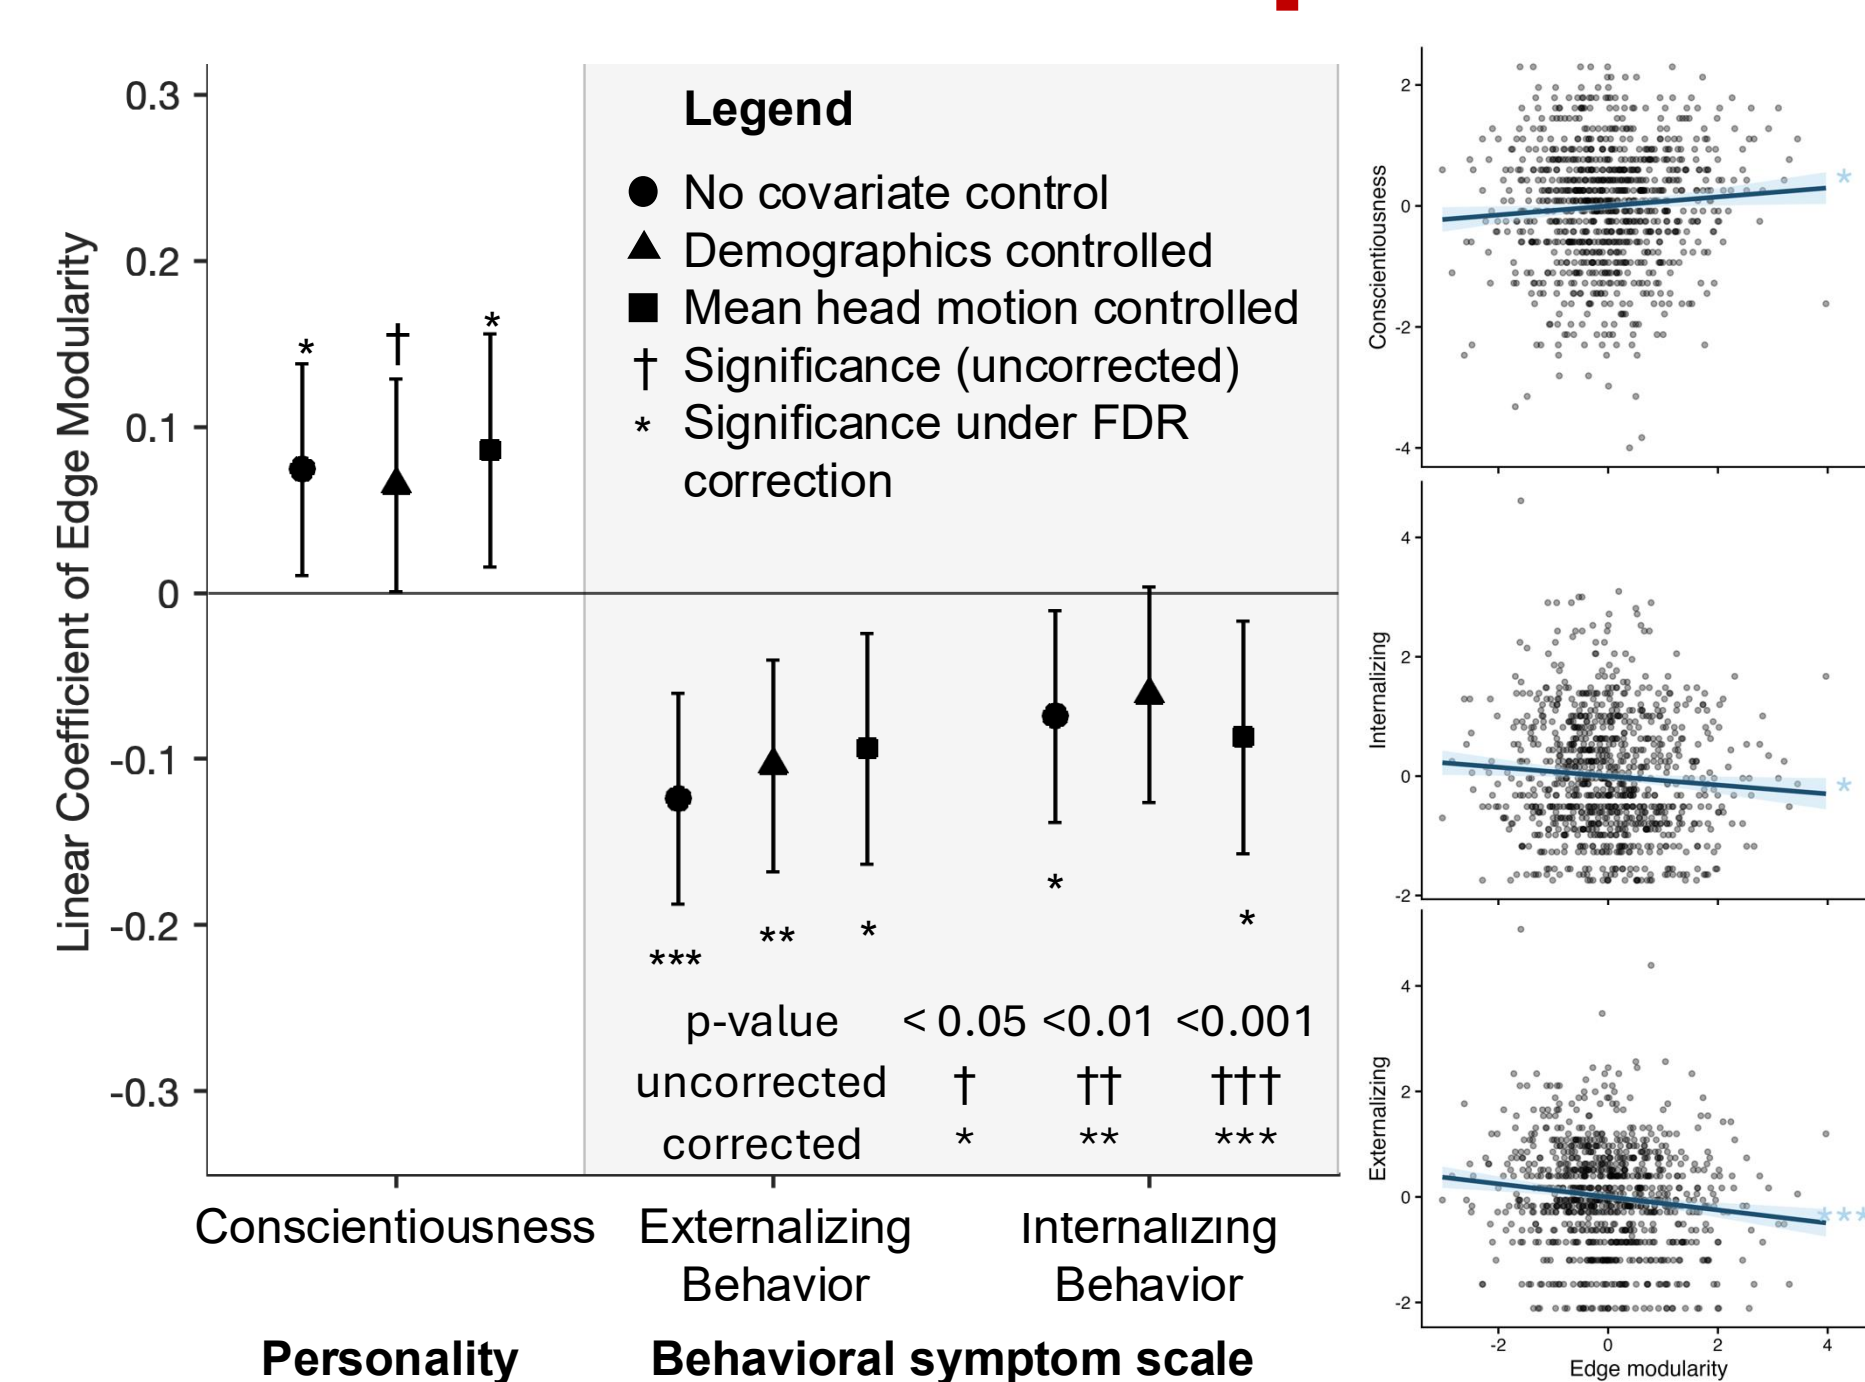 Linear Coefficient of Edge Modularity
0.3
0.2
0.1
0
-0.1
-0.2
-0.3
*
†
*
Legend
No covariate control
Demographics controlled
Mean head motion controlled
† Significance (uncorrected)
* Significance under FDR
correction
***
**
*
*
*
p-value < 0.05 <0.01 <0.001
uncorrected † †† †††
corrected * ** ***
Conscientiousness
Externalizing
Behavior
Internalizing
Behavior
Personality
Behavioral symptom scale
Conscientiousness
2
0
-2
-4
*
Internalizing
4
2
0
-2
*
Externalizing
4
2
0
-2
***
-2 0 2 4
Edge modularity